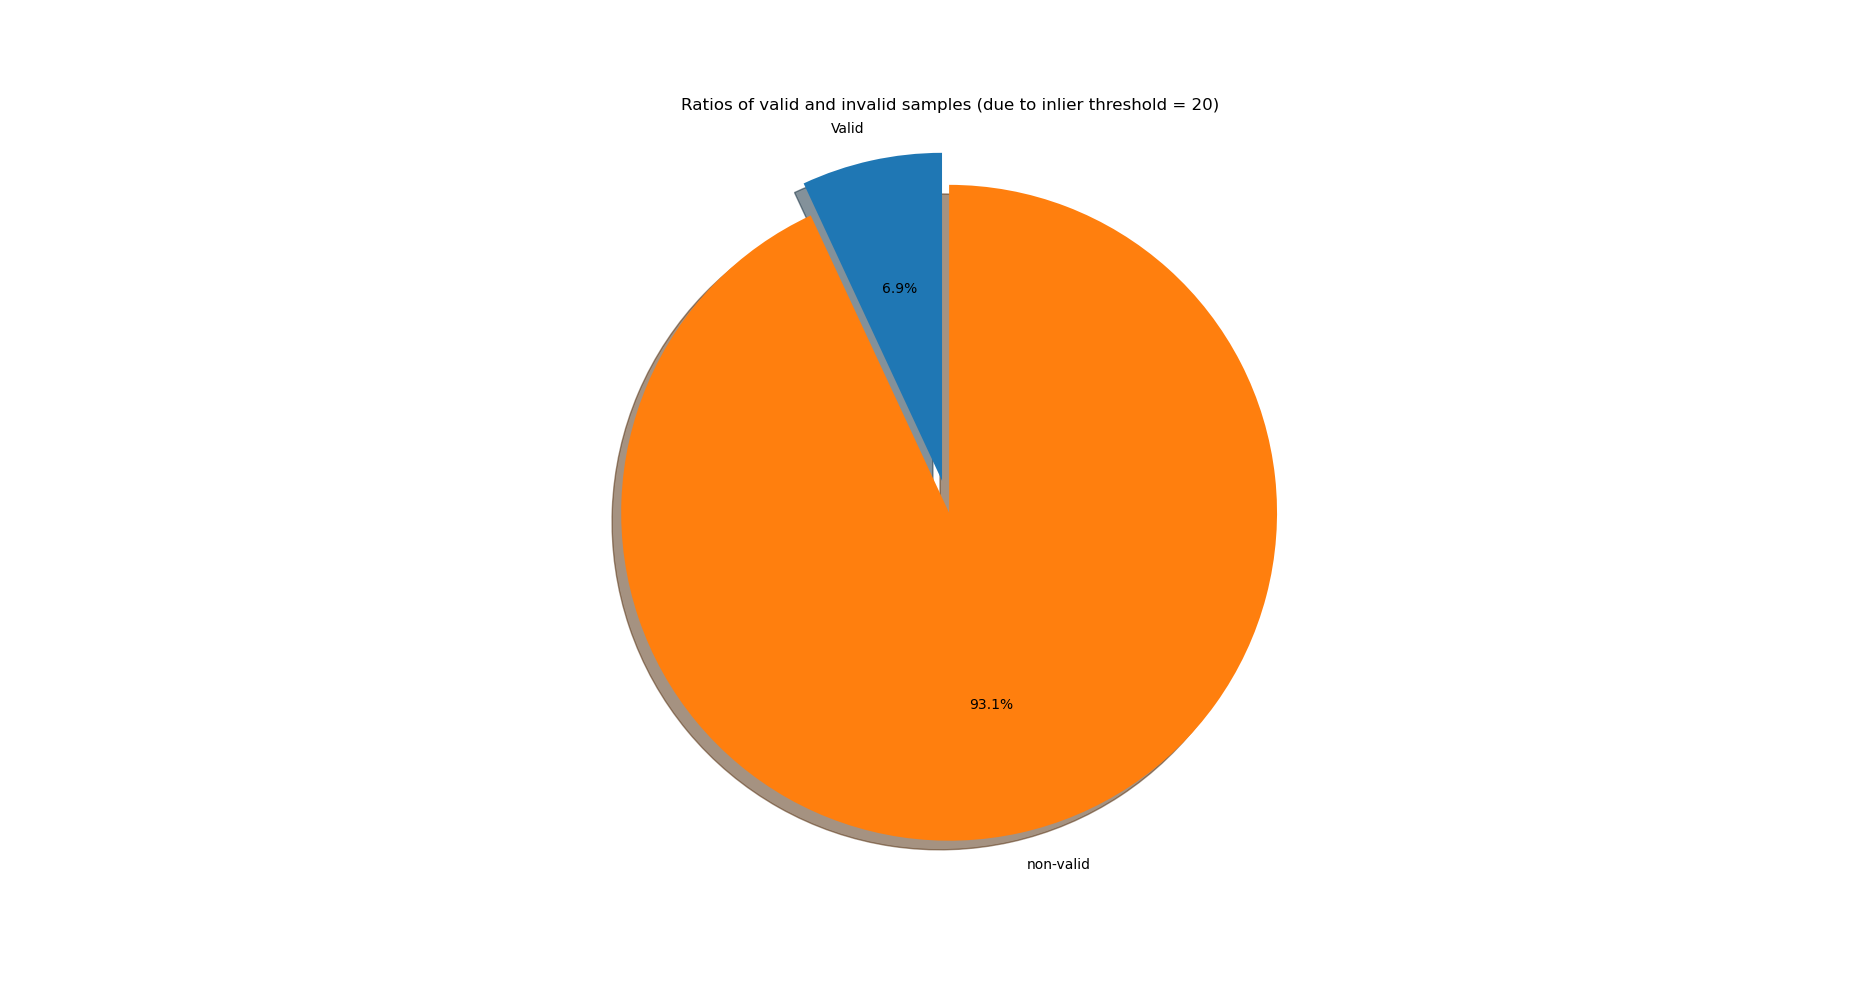 Ratios of valid and invalid samples (due to inlier threshold = 20)
Valid
6.9%
93.1%
non-valid